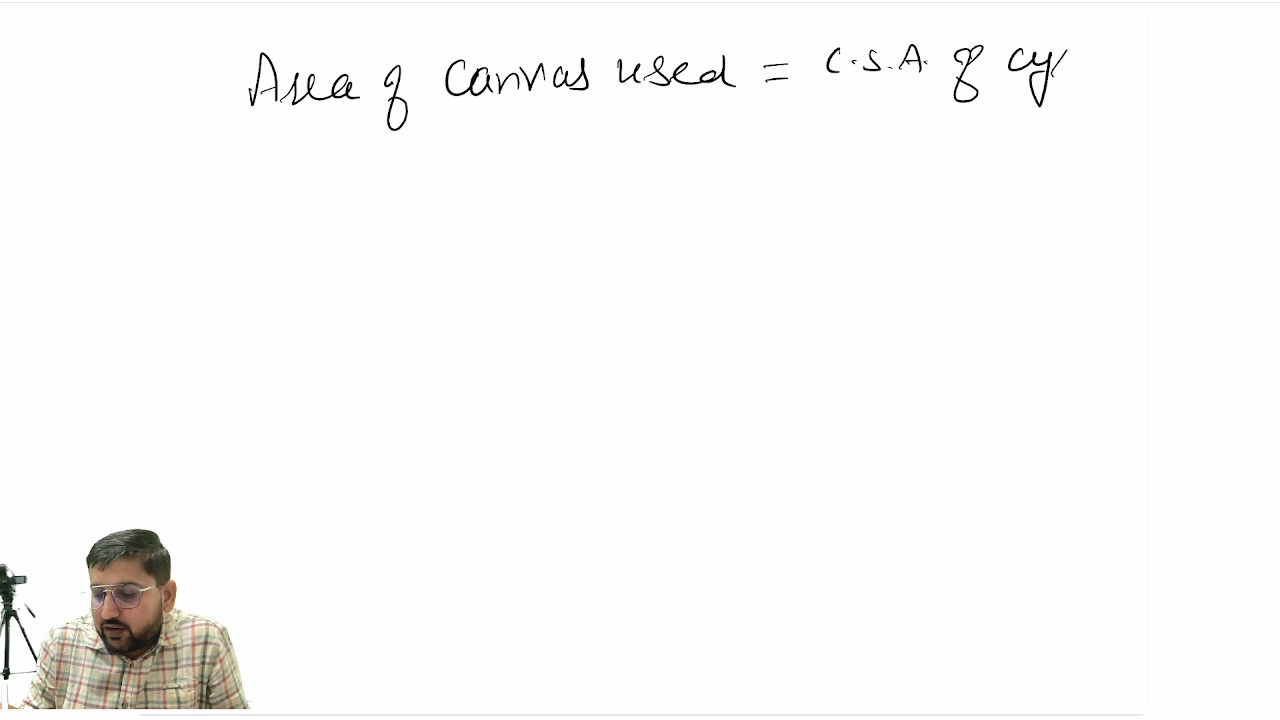 Area of canvas used = C.S.A. of cy